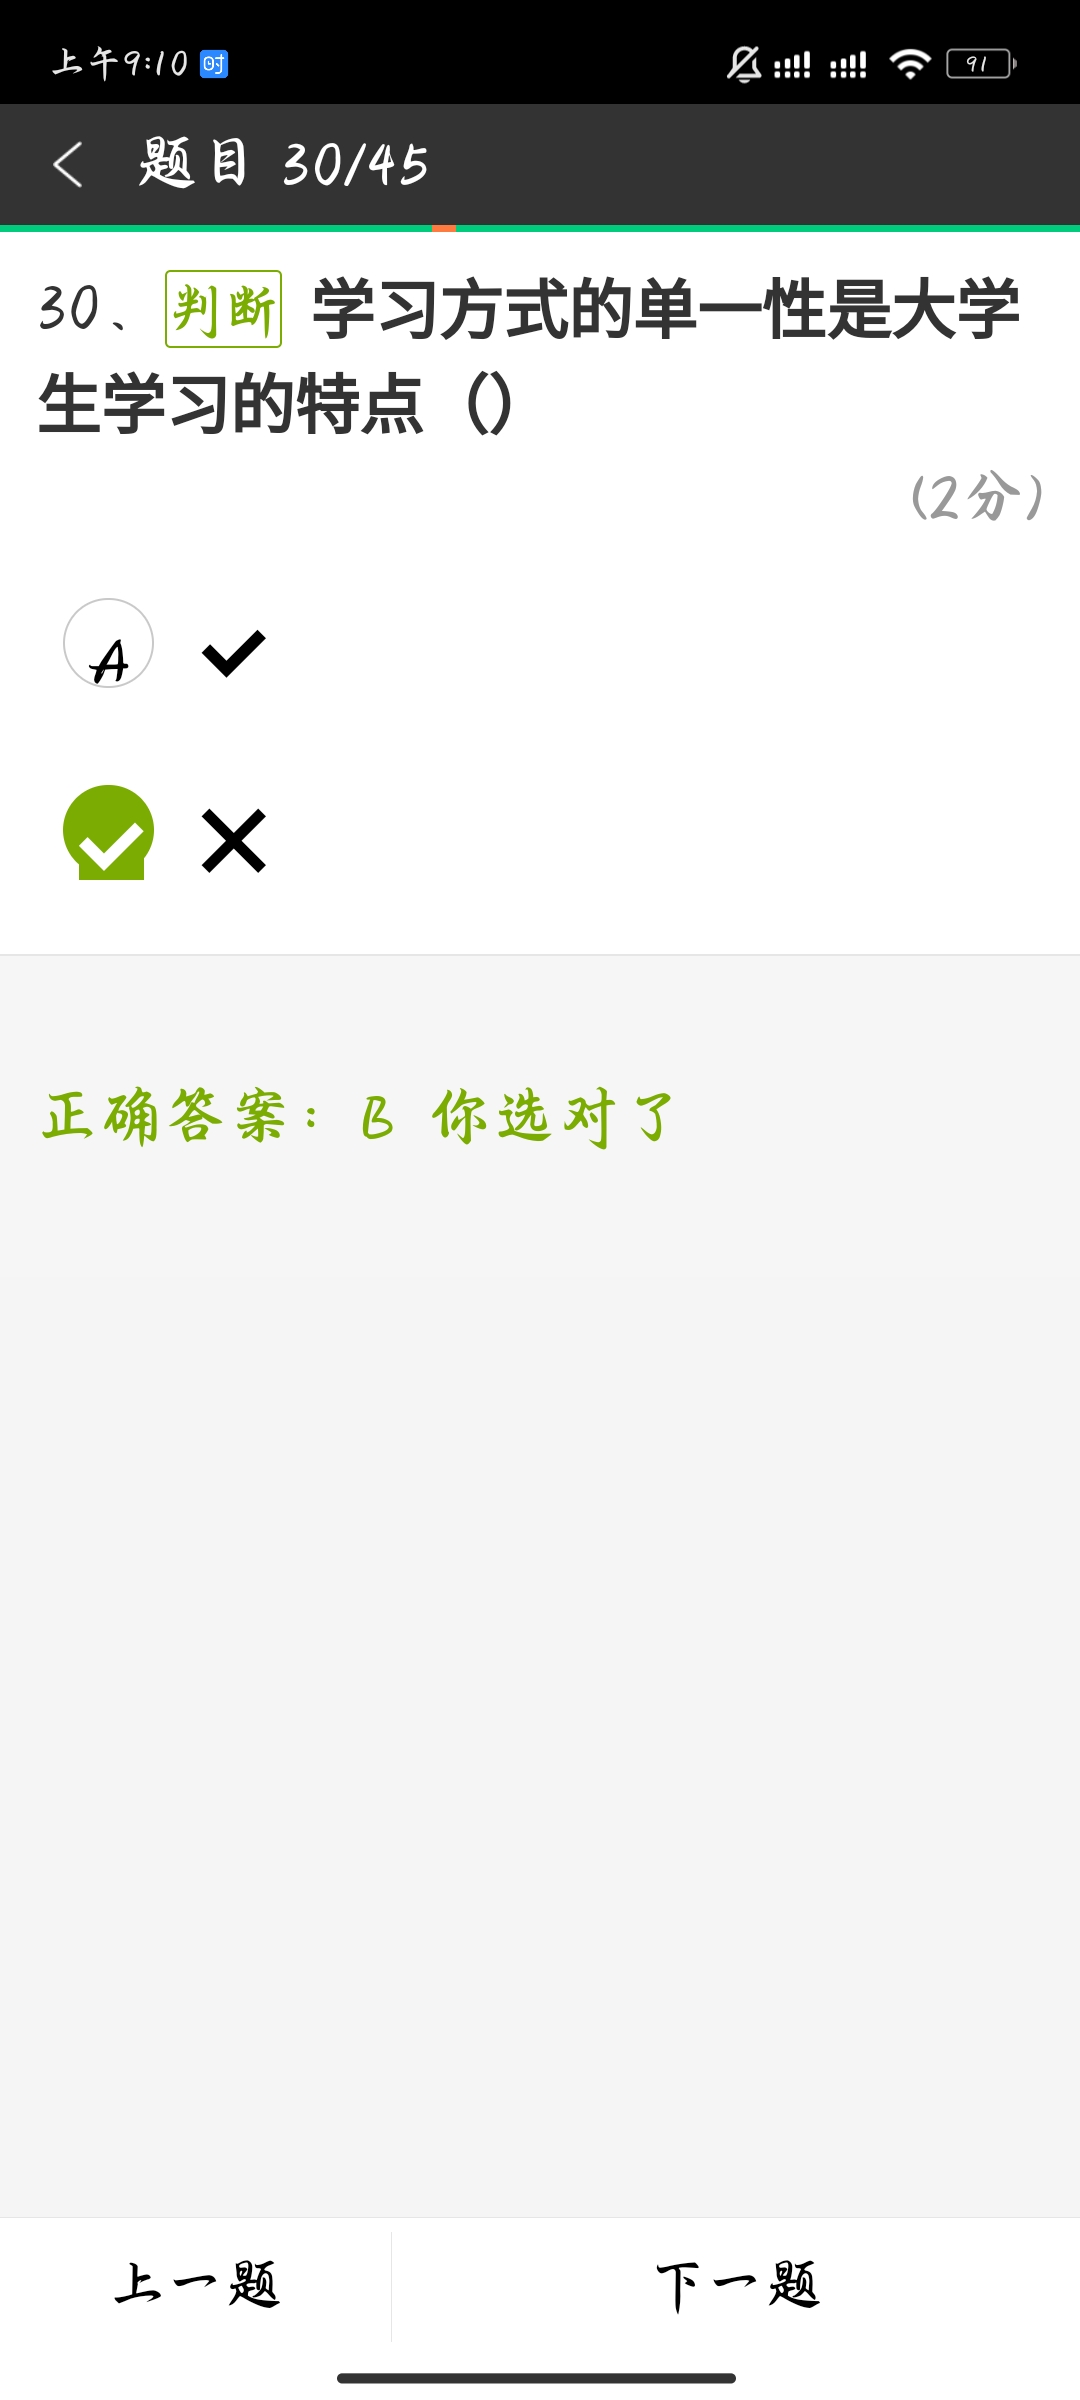 上午9:10 时 91
题目 30/45
30、 判断 学习方式的单一性是大学
生学习的特点（）
(2分)
A
正确答案：B 你选对了
上一题 下一题